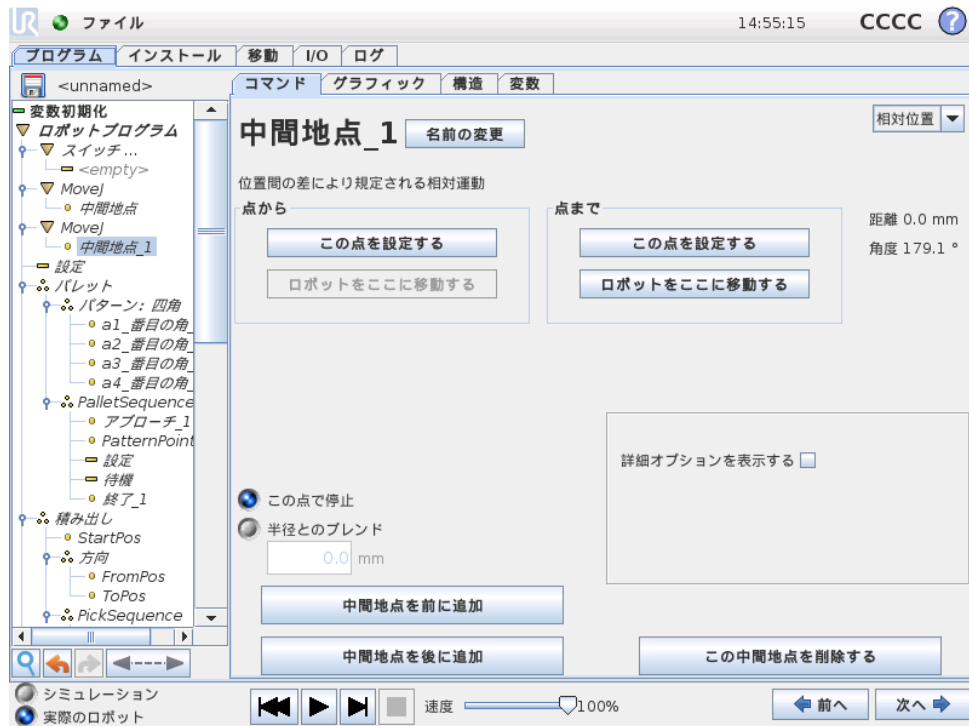 UR ファイル 14:55:15 CCCC ?
プログラム インストール 移動 I/O ログ
<unnamed>
コマンド グラフィック 構造 変数
変数初期化
ロボットプログラム
スイッチ ...
<empty>
MoveJ
中間地点
MoveJ
中間地点_1
設定
パレット
パターン: 四角
a1_番目の角_
a2_番目の角_
a3_番目の角_
a4_番目の角_
PalletSequence
アプローチ_1
PatternPoint
設定
待機
終了_1
積み出し
StartPos
方向
FromPos
ToPos
PickSequence
中間地点_1 名前の変更
相対位置
位置間の差により規定される相対運動
点から
この点を設定する
ロボットをここに移動する
点まで
この点を設定する
ロボットをここに移動する
距離 0.0 mm
角度 179.1 °
詳細オプションを表示する
この点で停止
半径とのブレンド
0.0 mm
中間地点を前に追加
中間地点を後に追加
この中間地点を削除する
シミュレーション
実際のロボット
速度 100%
前へ
次へ